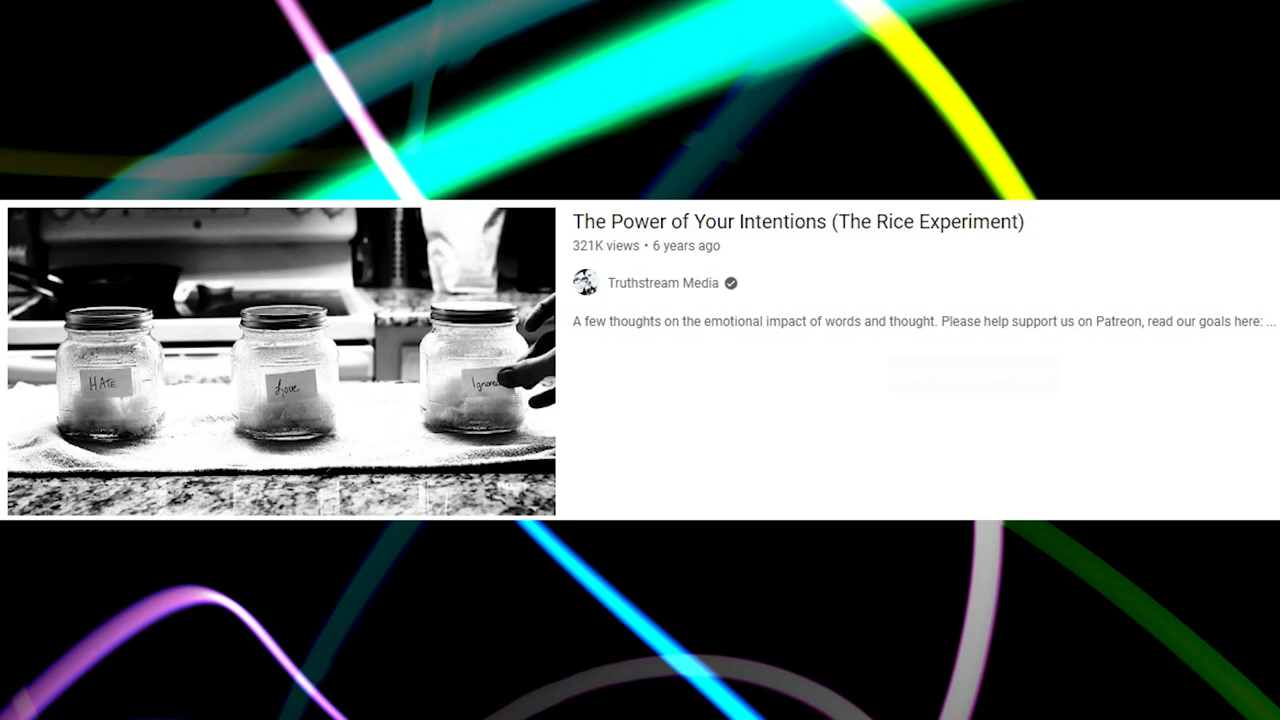 The Power of Your Intentions (The Rice Experiment)
321K views • 6 years ago
Truthstream Media
A few thoughts on the emotional impact of words and thought. Please help support us on Patreon, read our goals here: ...
HATE
Love
Ignore